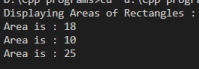 Displaying Areas of Rectangles :
Area is : 18
Area is : 10
Area is : 25